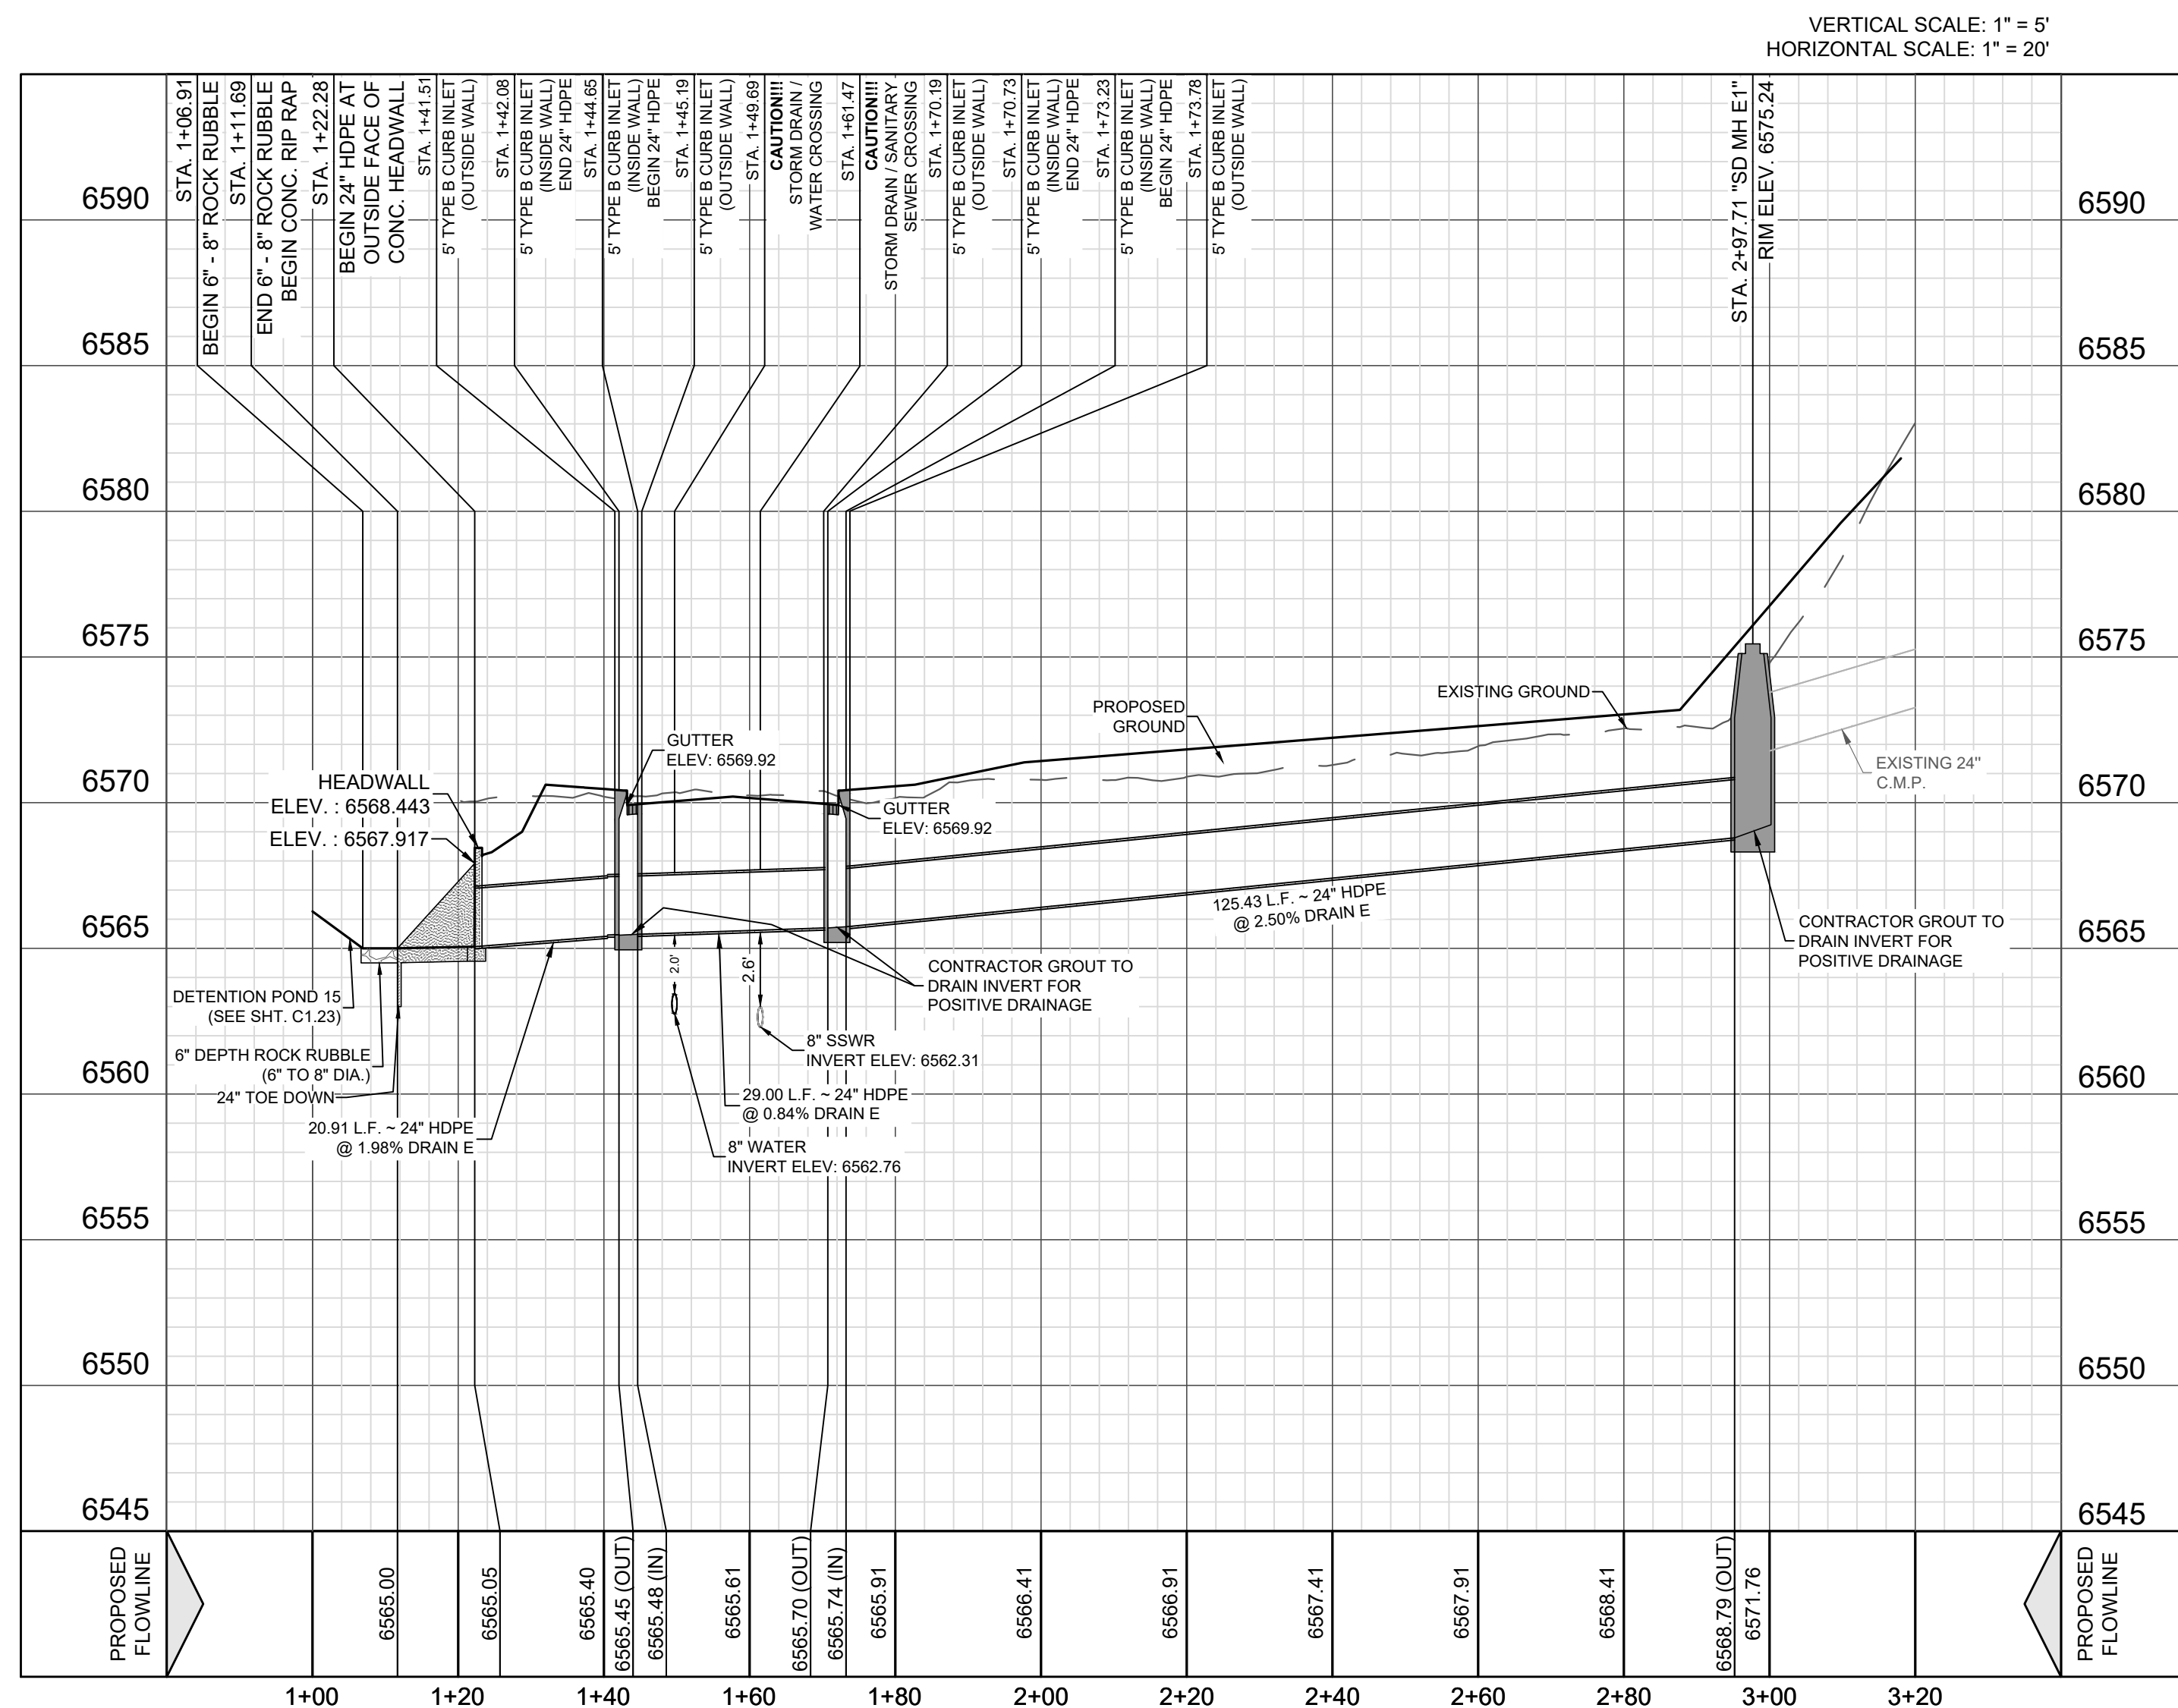 VERTICAL SCALE: 1" = 5'
HORIZONTAL SCALE: 1" = 20'
STA. 1+06.91
BEGIN 6" - 8" ROCK RUBBLE
STA. 1+11.69
END 6" - 8" ROCK RUBBLE
BEGIN CONC. RIP RAP
STA. 1+22.28
BEGIN 24" HDPE AT
OUTSIDE FACE OF
CONC. HEADWALL
STA. 1+41.51
5' TYPE B CURB INLET
(OUTSIDE WALL)
STA. 1+42.08
5' TYPE B CURB INLET
(INSIDE WALL)
END 24" HDPE
STA. 1+44.65
5' TYPE B CURB INLET
(INSIDE WALL)
BEGIN 24" HDPE
STA. 1+45.19
5' TYPE B CURB INLET
(OUTSIDE WALL)
STA. 1+49.69
CAUTION!!!
STORM DRAIN /
WATER CROSSING
STA. 1+61.47
CAUTION!!!
STORM DRAIN / SANITARY
SEWER CROSSING
STA. 1+70.19
5' TYPE B CURB INLET
(OUTSIDE WALL)
STA. 1+70.73
5' TYPE B CURB INLET
(INSIDE WALL)
END 24" HDPE
STA. 1+73.23
5' TYPE B CURB INLET
(INSIDE WALL)
BEGIN 24" HDPE
STA. 1+73.78
5' TYPE B CURB INLET
(OUTSIDE WALL)
STA. 2+97.71 "SD MH E1"
RIM ELEV. 6575.24
6590
6590
6585
6585
6580
6580
6575
6575
6570
6570
6565
6565
6560
6560
6555
6555
6550
6550
6545
6545
EXISTING GROUND
PROPOSED
GROUND
GUTTER
ELEV: 6569.92
HEADWALL
ELEV. : 6568.443
ELEV. : 6567.917
GUTTER
ELEV: 6569.92
EXISTING 24"
C.M.P.
125.43 L.F. ~ 24" HDPE
@ 2.50% DRAIN E
CONTRACTOR GROUT TO
DRAIN INVERT FOR
POSITIVE DRAINAGE
2.0'
2.6'
CONTRACTOR GROUT TO
DRAIN INVERT FOR
POSITIVE DRAINAGE
DETENTION POND 15
(SEE SHT. C1.23)
8" SSWR
INVERT ELEV: 6562.31
6" DEPTH ROCK RUBBLE
(6" TO 8" DIA.)
24" TOE DOWN
29.00 L.F. ~ 24" HDPE
@ 0.84% DRAIN E
20.91 L.F. ~ 24" HDPE
@ 1.98% DRAIN E
8" WATER
INVERT ELEV: 6562.76
PROPOSED
FLOWLINE
6565.00
6565.05
6565.40
6565.45 (OUT)
6565.48 (IN)
6565.61
6565.70 (OUT)
6565.74 (IN)
6565.91
6566.41
6566.91
6567.41
6567.91
6568.41
6568.79 (OUT)
6571.76
PROPOSED
FLOWLINE
1+00
1+20
1+40
1+60
1+80
2+00
2+20
2+40
2+60
2+80
3+00
3+20